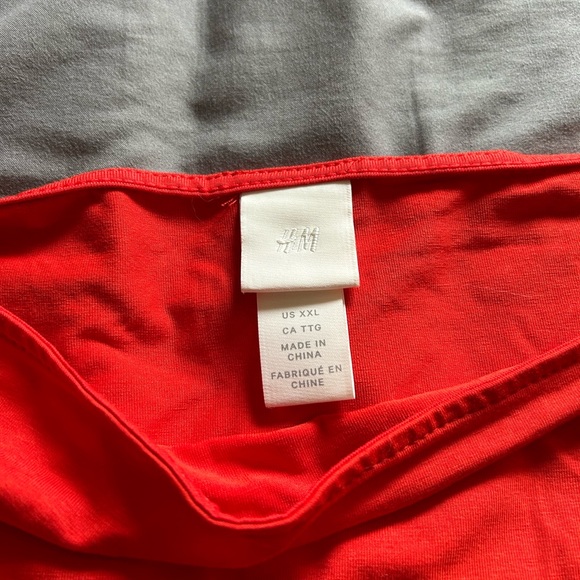 H&M
US XXL
CA TTG
MADE IN
CHINA
FABRIQUÉ EN
CHINE